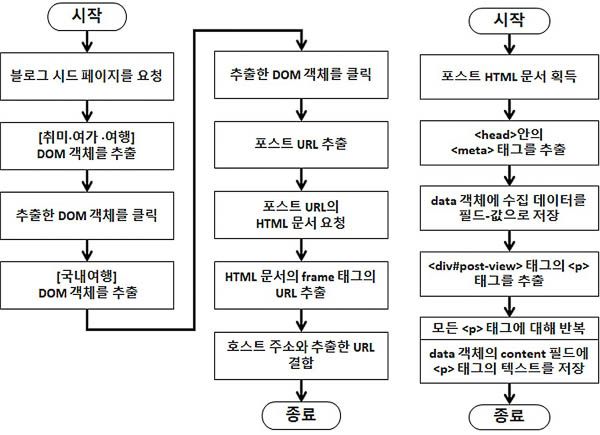 시작
블로그 시드 페이지를 요청
[취미·여가 ·여행]
DOM 객체를 추출
추출한 DOM 객체를 클릭
[국내여행]
DOM 객체를 추출
추출한 DOM 객체를 클릭
포스트 URL 추출
포스트 URL의
HTML 문서 요청
HTML 문서의 frame 태그의
URL 추출
호스트 주소와 추출한 URL
결합
종료
시작
포스트 HTML 문서 획득
<head>안의
<meta> 태그를 추출
data 객체에 수집 데이터를
필드-값으로 저장
<div#post-view> 태그의 <p>
태그를 추출
모든 <p> 태그에 대해 반복
data 객체의 content 필드에
<p> 태그의 텍스트를 저장
종료